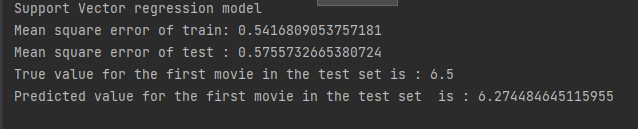 Support Vector regression model
Mean square error of train: 0.5416809053757181
Mean square error of test : 0.5755732665380724
True value for the first movie in the test set is : 6.5
Predicted value for the first movie in the test set  is : 6.274484645115955